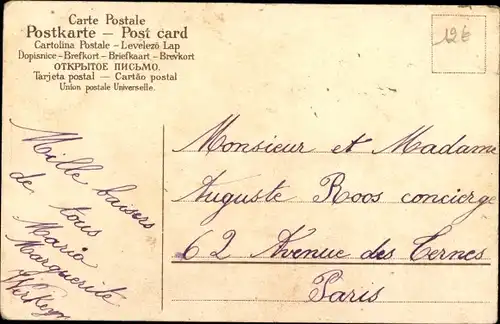 Carte Postale
Postkarte – Post card
Cartolina Postale – Levelező Lap
Dopisnice – Brefkort – Briefkaart – Brevkort
ОТКРЫТОЕ ПИСЬМО.
Tarjeta postal – Cartão postal
Union postale Universelle.
12€
Mille baisers
de tous
Maria
Marguerite
Monsieur et Madame
Auguste Roos concierge
62 Avenue des Ternes
Paris